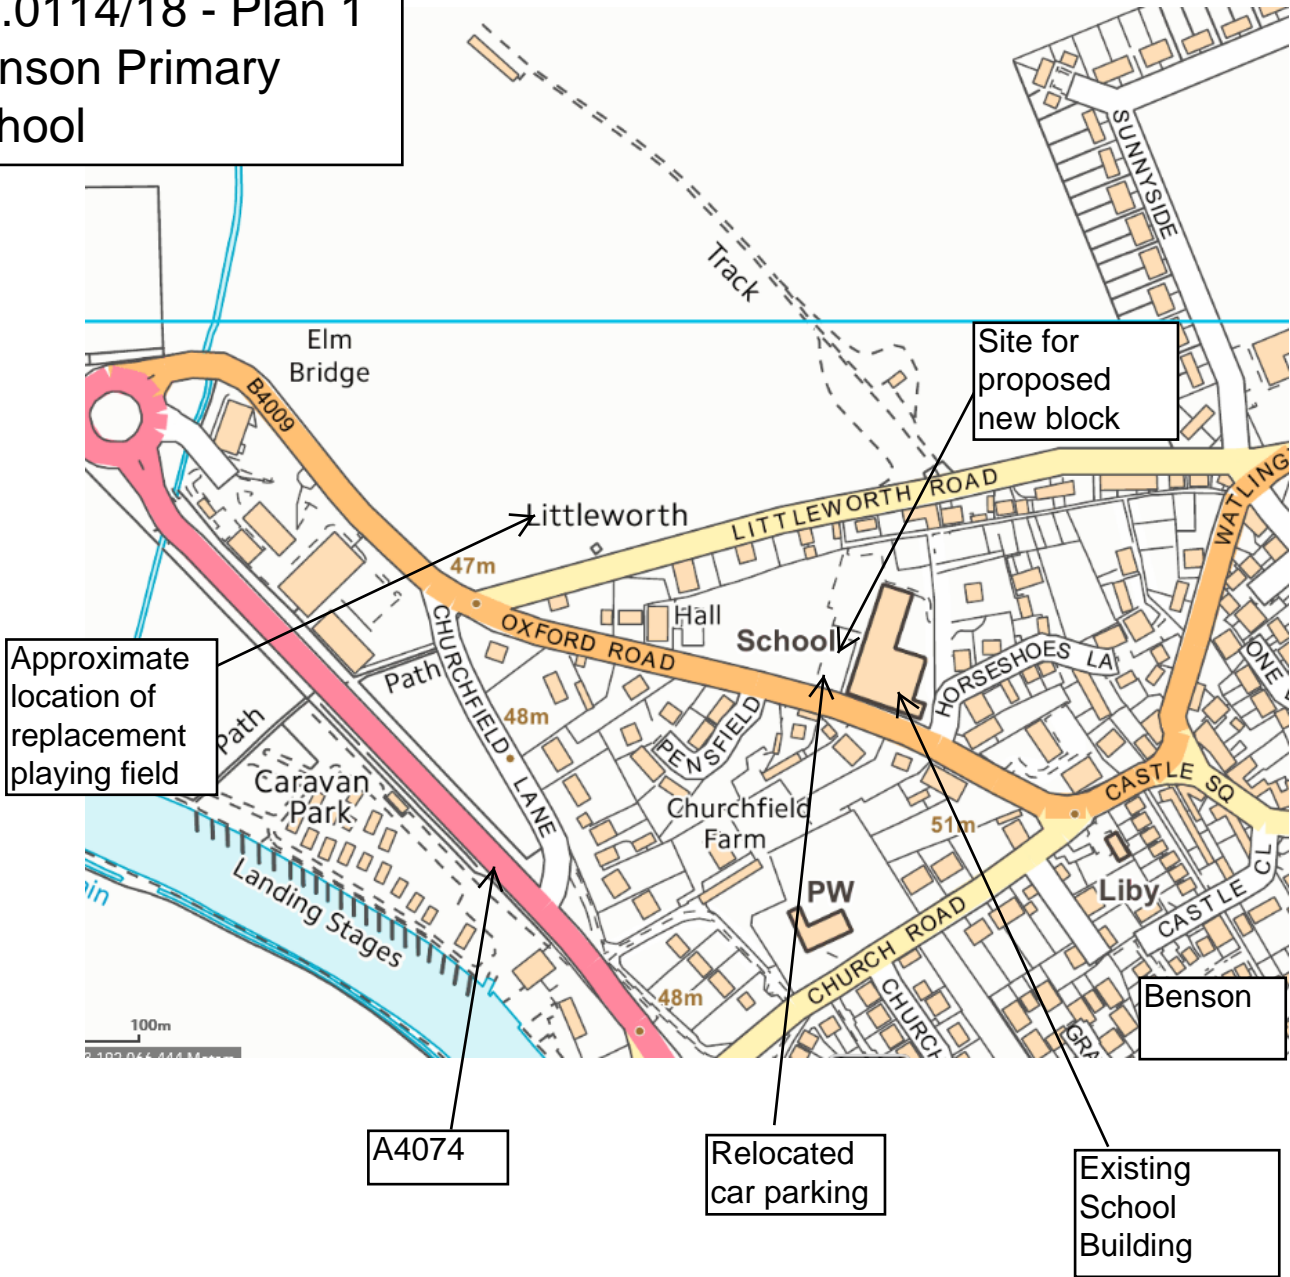 .0114/18 - Plan 1
nson Primary
hool
SUNNYSIDE
Track
Elm
Bridge
B4009
Site for
proposed
new block
Littleworth
LITTLEWORTH ROAD
WATLING
47m
OXFORD ROAD
Hall
School
HORSESHOES LA
ONE
Approximate
location of
replacement
playing field
Path
Path
CHURCHFIELD LANE
48m
PENSFIELD
CASTLE SQ
Caravan
Park
Churchfield
Farm
51m
Landing Stages
PW
Liby
CASTLE CL
CHURCH ROAD
CHURCH
GRA
48m
Benson
100m
A4074
Relocated
car parking
Existing
School
Building